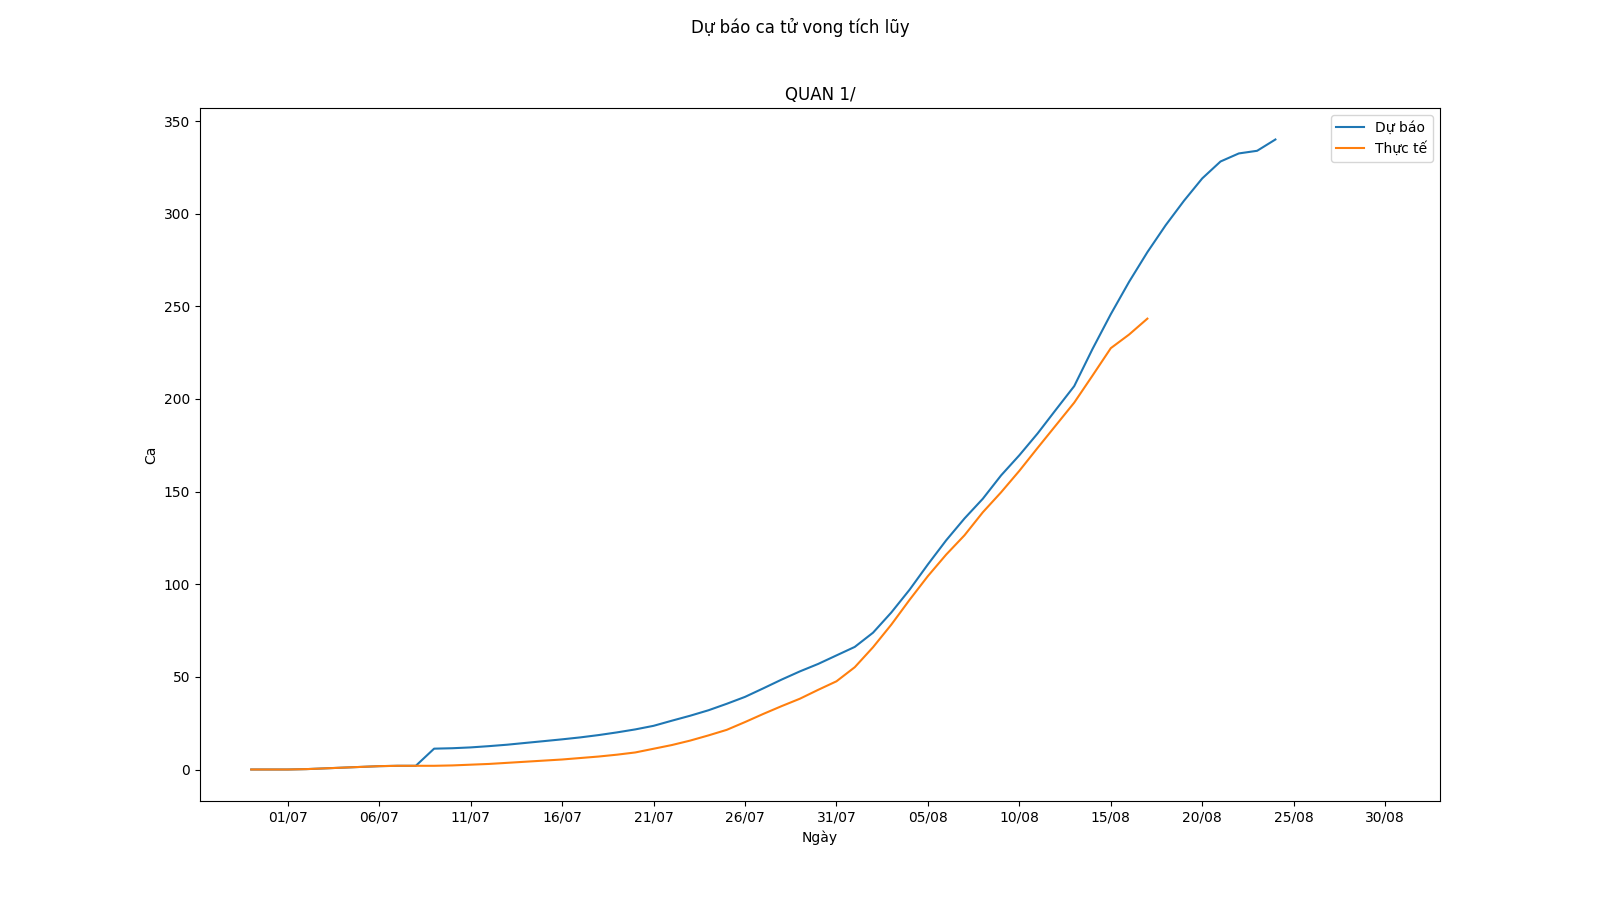 Dự báo ca tử vong tích lũy
QUAN 1/
350
300
250
200
150
100
50
0
Ca
Dự báo
Thực tế
01/07 06/07 11/07 16/07 21/07 26/07 31/07 05/08 10/08 15/08 20/08 25/08 30/08
Ngày